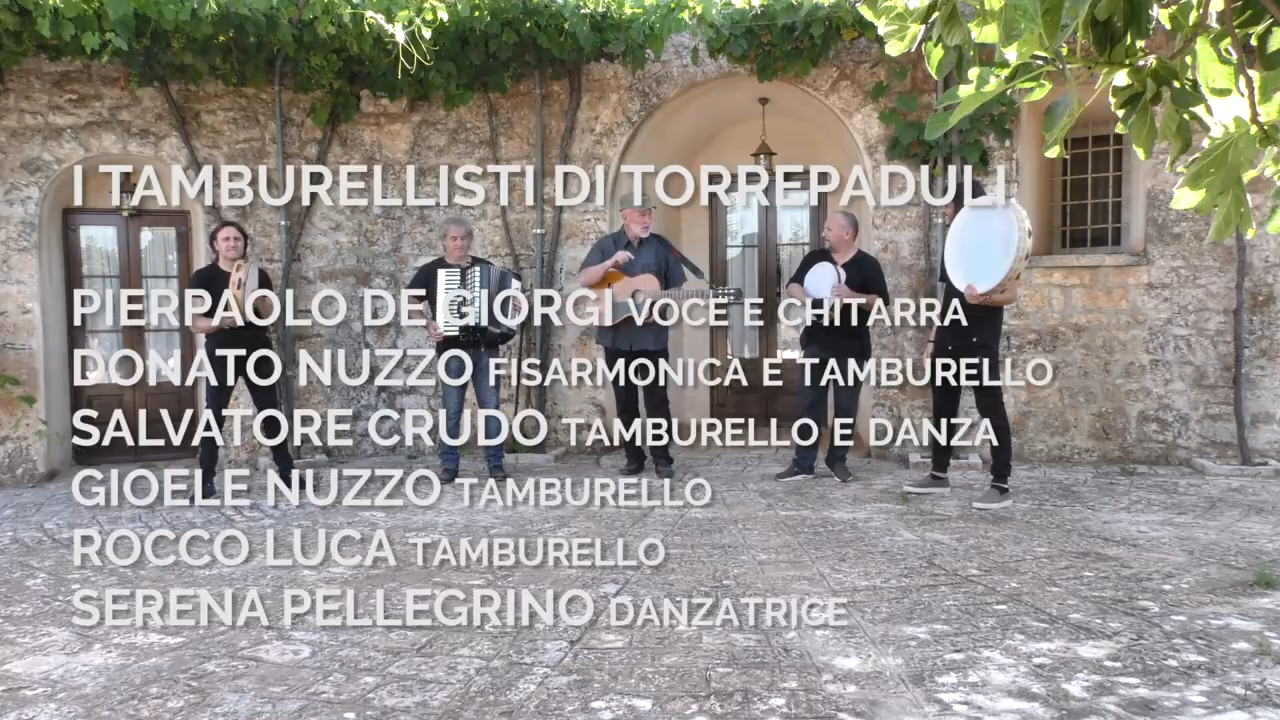 I TAMBURELLISTI DI TORREPADULI
PIERPAOLO DE GIORGI VOCE E CHITARRA
DONATO NUZZO FISARMONICA E TAMBURELLO
SALVATORE CRUDO TAMBURELLO E DANZA
GIOELE NUZZO TAMBURELLO
ROCCO LUCA TAMBURELLO
SERENA PELLEGRINO DANZATRICE